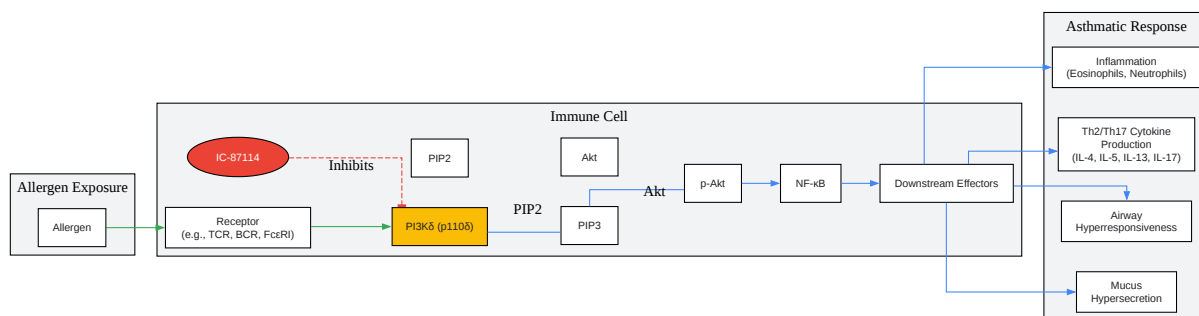 Allergen Exposure
Allergen
Immune Cell
IC-87114
Inhibits
PIP2
Akt
Receptor
(e.g., TCR, BCR, FcεRI)
PI3Kδ (p110δ)
PIP2
PIP3
Akt
p-Akt
NF-κB
Downstream Effectors
Asthmatic Response
Inflammation
(Eosinophils, Neutrophils)
Th2/Th17 Cytokine
Production
(IL-4, IL-5, IL-13, IL-17)
Airway
Hyperresponsiveness
Mucus
Hypersecretion